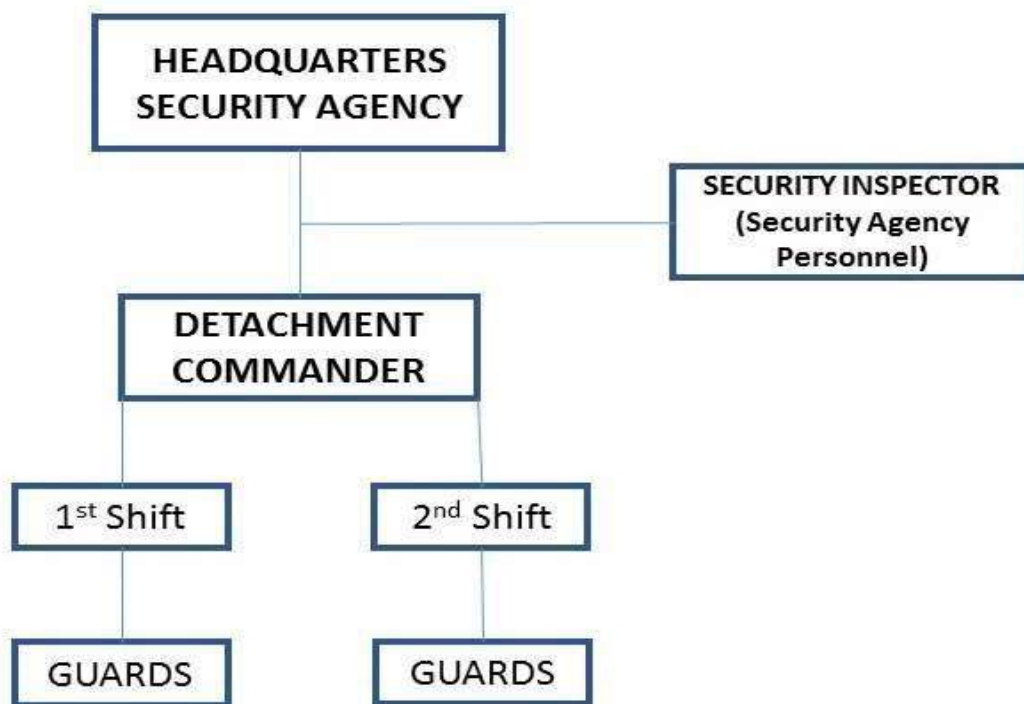 HEADQUARTERS
SECURITY AGENCY
SECURITY INSPECTOR
(Security Agency
Personnel)
DETACHMENT
COMMANDER
1st Shift
2nd Shift
GUARDS
GUARDS